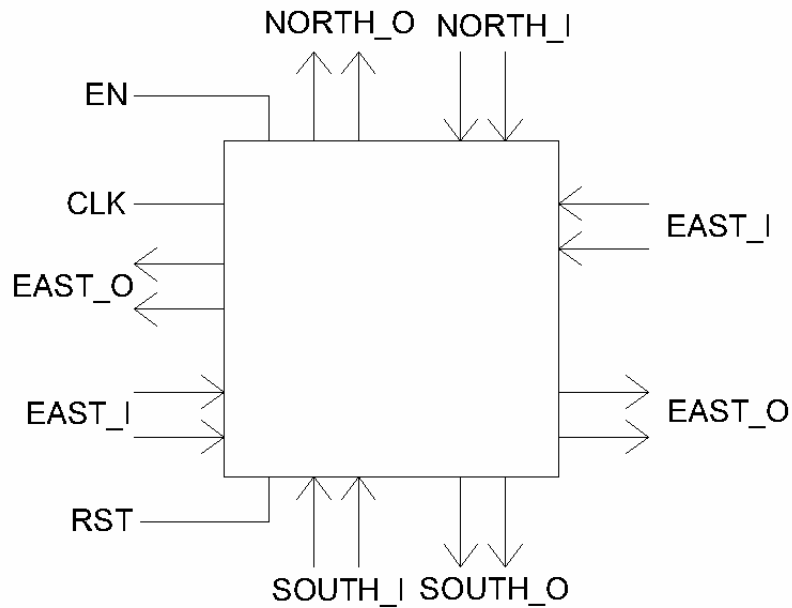 NORTH_O NORTH_I
EN
CLK
EAST_I
EAST_O
EAST_I
EAST_O
RST
SOUTH_I SOUTH_O